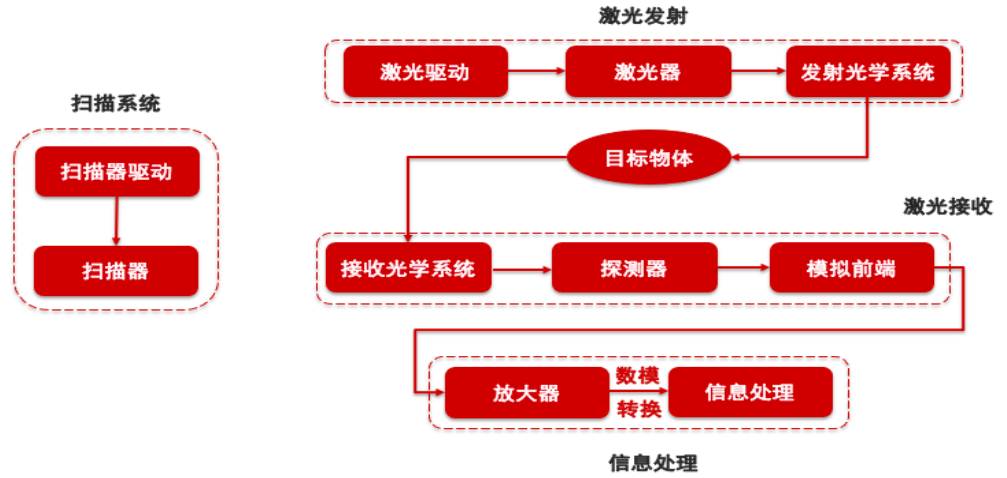 激光发射
激光驱动
激光器
发射光学系统
扫描系统
扫描器驱动
扫描器
目标物体
激光接收
接收光学系统
探测器
模拟前端
放大器
数模
转换
信息处理
信息处理